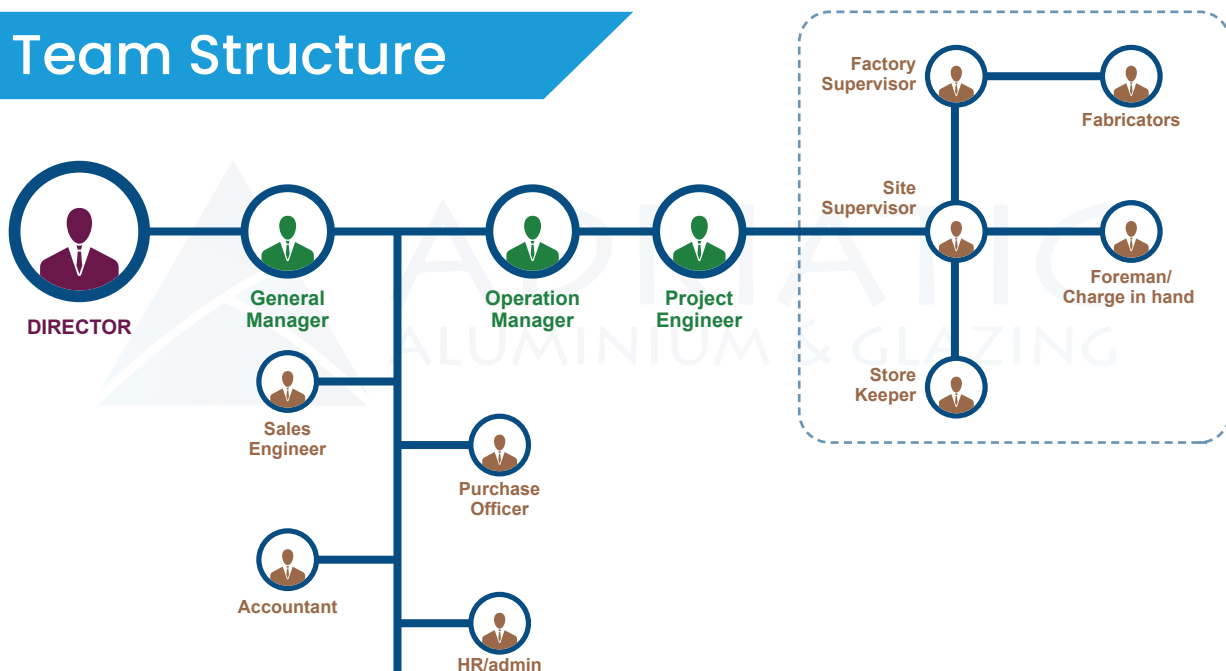 Team Structure
Factory
Supervisor
Fabricators
Site
Supervisor
DIRECTOR
General
Manager
Operation
Manager
Project
Engineer
Foreman/
Charge in hand
ADMATIC
ALUMINIUM & GLAZING
Store
Keeper
Sales
Engineer
Purchase
Officer
Accountant
HR/admin